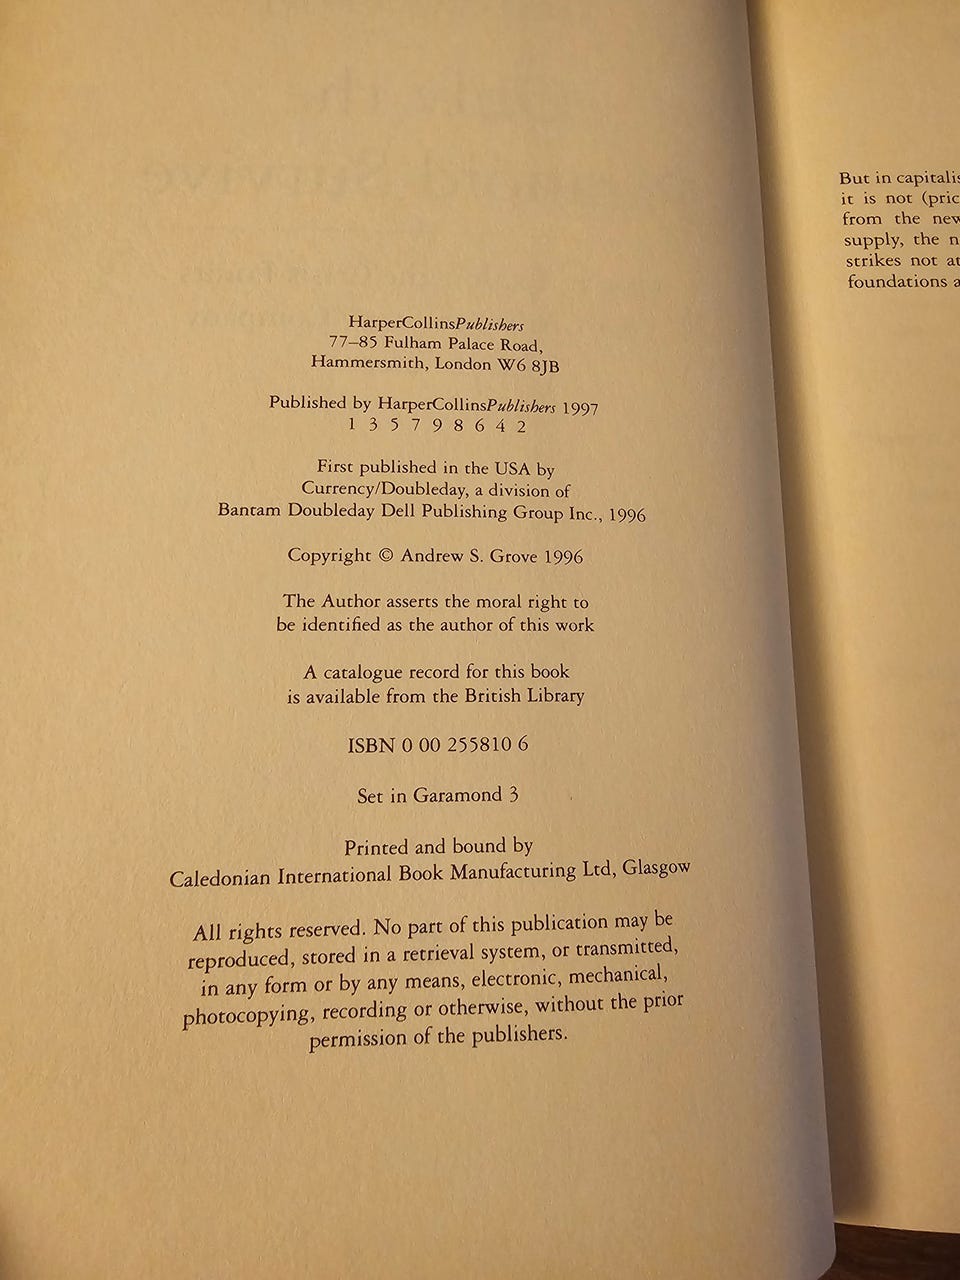 HarperCollinsPublishers
77–85 Fulham Palace Road,
Hammersmith, London W6 8JB
Published by HarperCollinsPublishers 1997
1 3 5 7 9 8 6 4 2
First published in the USA by
Currency/Doubleday, a division of
Bantam Doubleday Dell Publishing Group Inc., 1996
Copyright © Andrew S. Grove 1996
The Author asserts the moral right to
be identified as the author of this work
A catalogue record for this book
is available from the British Library
ISBN 0 00 255810 6
Set in Garamond 3
Printed and bound by
Caledonian International Book Manufacturing Ltd, Glasgow
All rights reserved. No part of this publication may be
reproduced, stored in a retrieval system, or transmitted,
in any form or by any means, electronic, mechanical,
photocopying, recording or otherwise, without the prior
permission of the publishers.
But in
it is not
from the
supply, the
strikes not
foundations